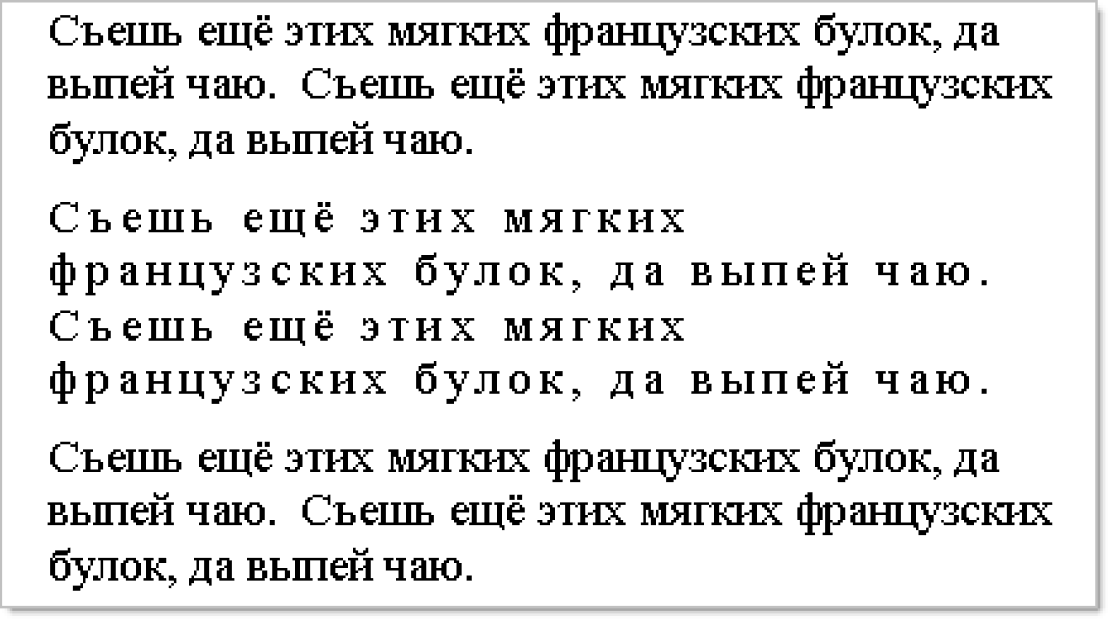 Съешь ещё этих мягких французских булок, да
выпей чаю.  Съешь ещё этих мягких французских
булок, да выпей чаю.
Съешь ещё этих мягких
французских булок, да выпей чаю.
Съешь ещё этих мягких
французских булок, да выпей чаю.
Съешь ещё этих мягких французских булок, да
выпей чаю.  Съешь ещё этих мягких французских
булок, да выпей чаю.